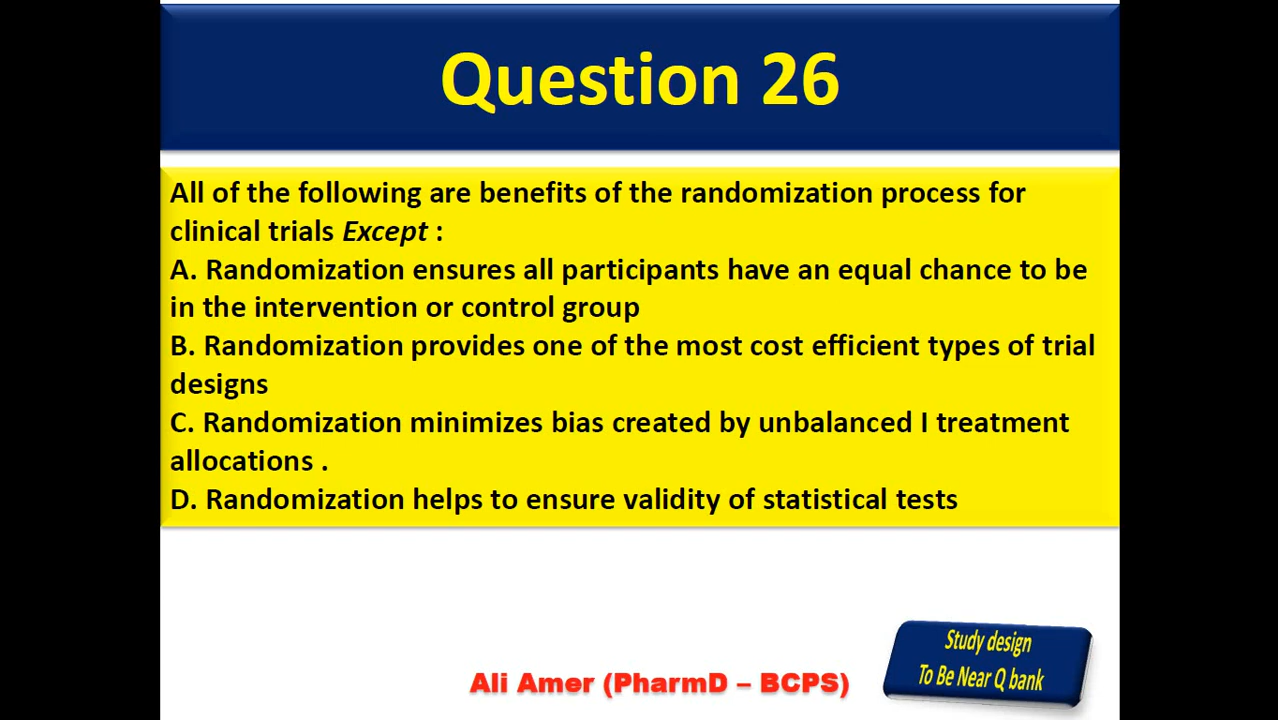 Question 26
All of the following are benefits of the randomization process for
clinical trials Except :
A. Randomization ensures all participants have an equal chance to be
in the intervention or control group
B. Randomization provides one of the most cost efficient types of trial
designs
C. Randomization minimizes bias created by unbalanced I treatment
allocations .
D. Randomization helps to ensure validity of statistical tests
Study design
To Be Near Q bank
Ali Amer (PharmD – BCPS)